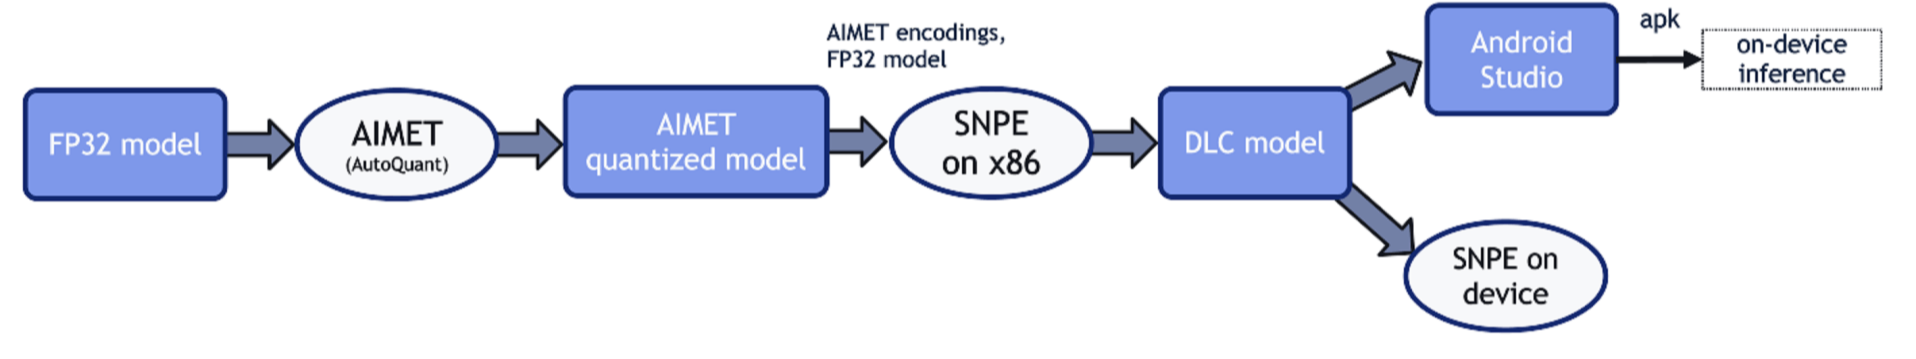 FP32 model
AIMET
(AutoQuant)
AIMET
quantized model
AIMET encodings,
FP32 model
SNPE
on x86
DLC model
Android
Studio
apk
on-device
inference
SNPE on
device